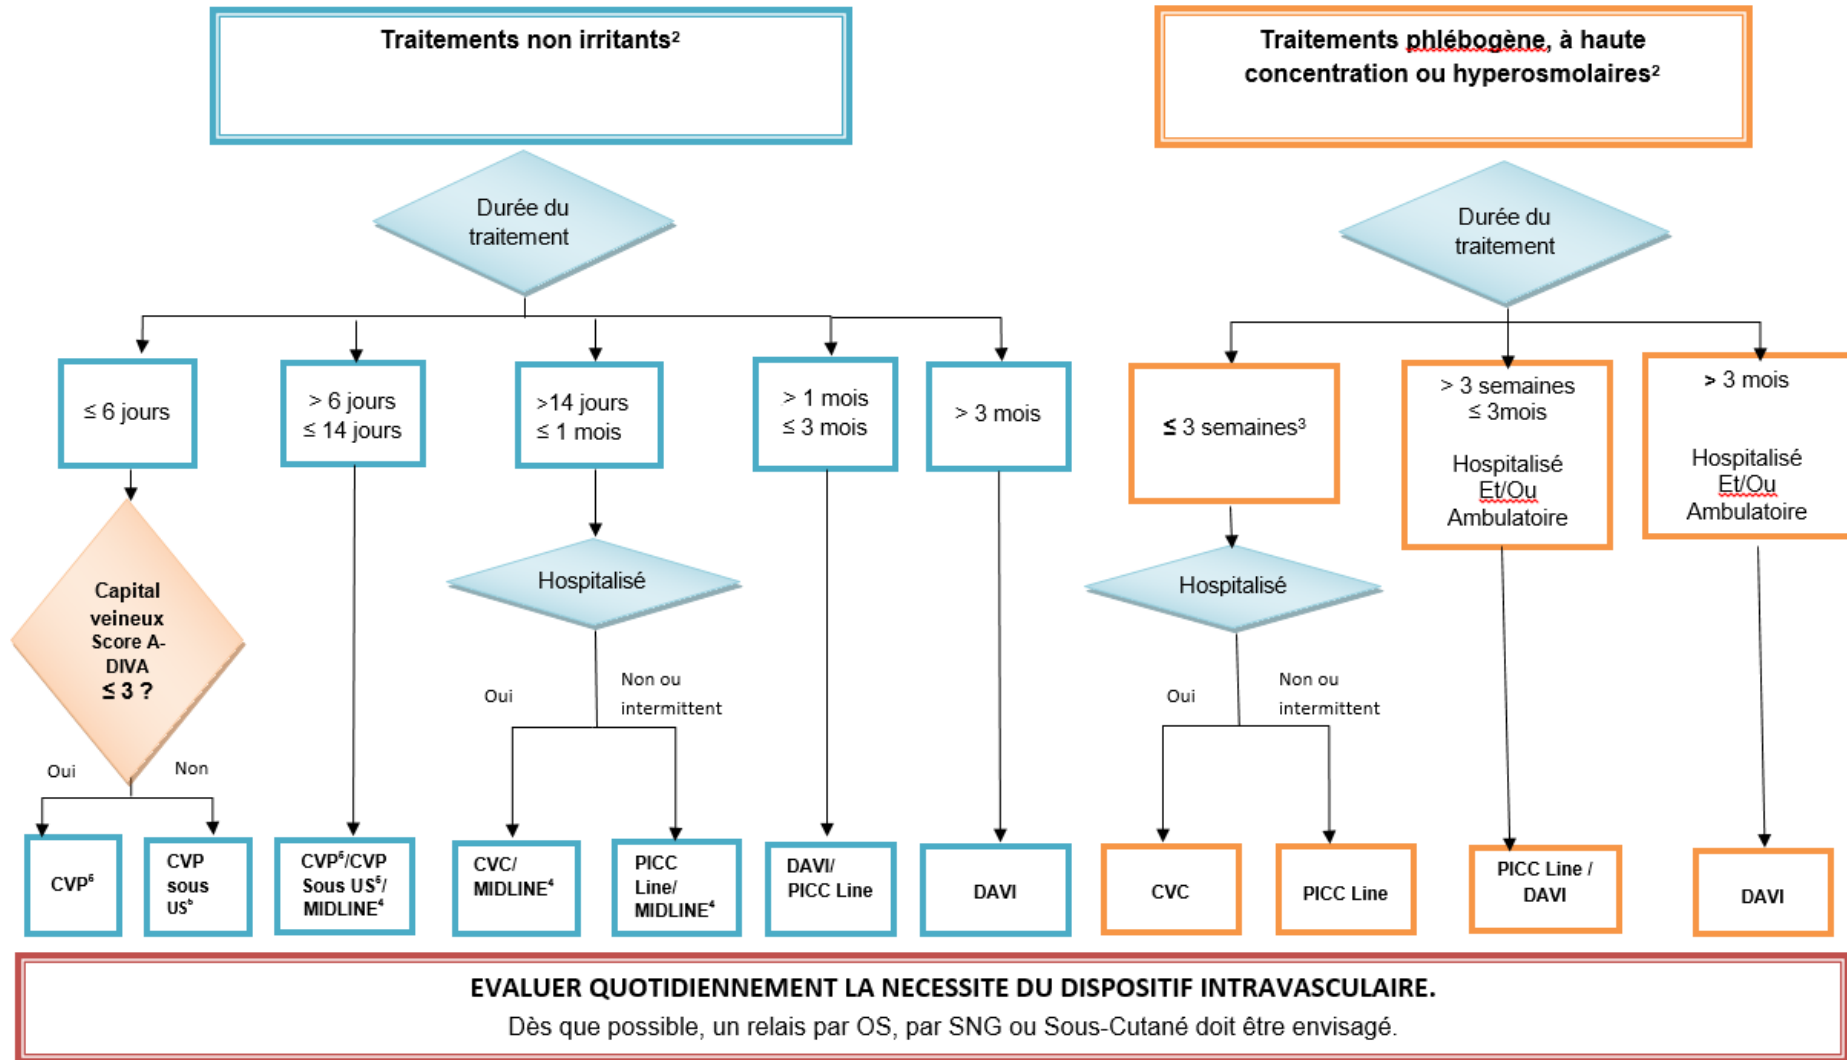 Traitements non irritants²
Traitements phlébogène, à haute
concentration ou hyperosmolaires²
Durée du
traitement
Durée du
traitement
≤ 6 jours
> 6 jours
≤ 14 jours
>14 jours
≤ 1 mois
> 1 mois
≤ 3 mois
> 3 mois
≤ 3 semaines³
> 3 semaines
≤ 3mois
Hospitalisé
Et/Ou
Ambulatoire
> 3 mois
Hospitalisé
Et/Ou
Ambulatoire
Capital
veineux
Score A-
DIVA
≤ 3 ?
Hospitalisé
Hospitalisé
Oui
Non
Oui
Non ou
intermittent
Oui
Non ou
intermittent
CVP⁶
CVP
sous
US⁶
CVP⁶/CVP
Sous US⁶/
MIDLINE⁴
CVC/
MIDLINE⁴
PICC
Line/
MIDLINE⁴
DAVI/
PICC Line
DAVI
CVC
PICC Line
PICC Line /
DAVI
DAVI
EVALUER QUOTIDIENNEMENT LA NECESSITE DU DISPOSITIF INTRAVASCULAIRE.
Dès que possible, un relais par OS, par SNG ou Sous-Cutané doit être envisagé.